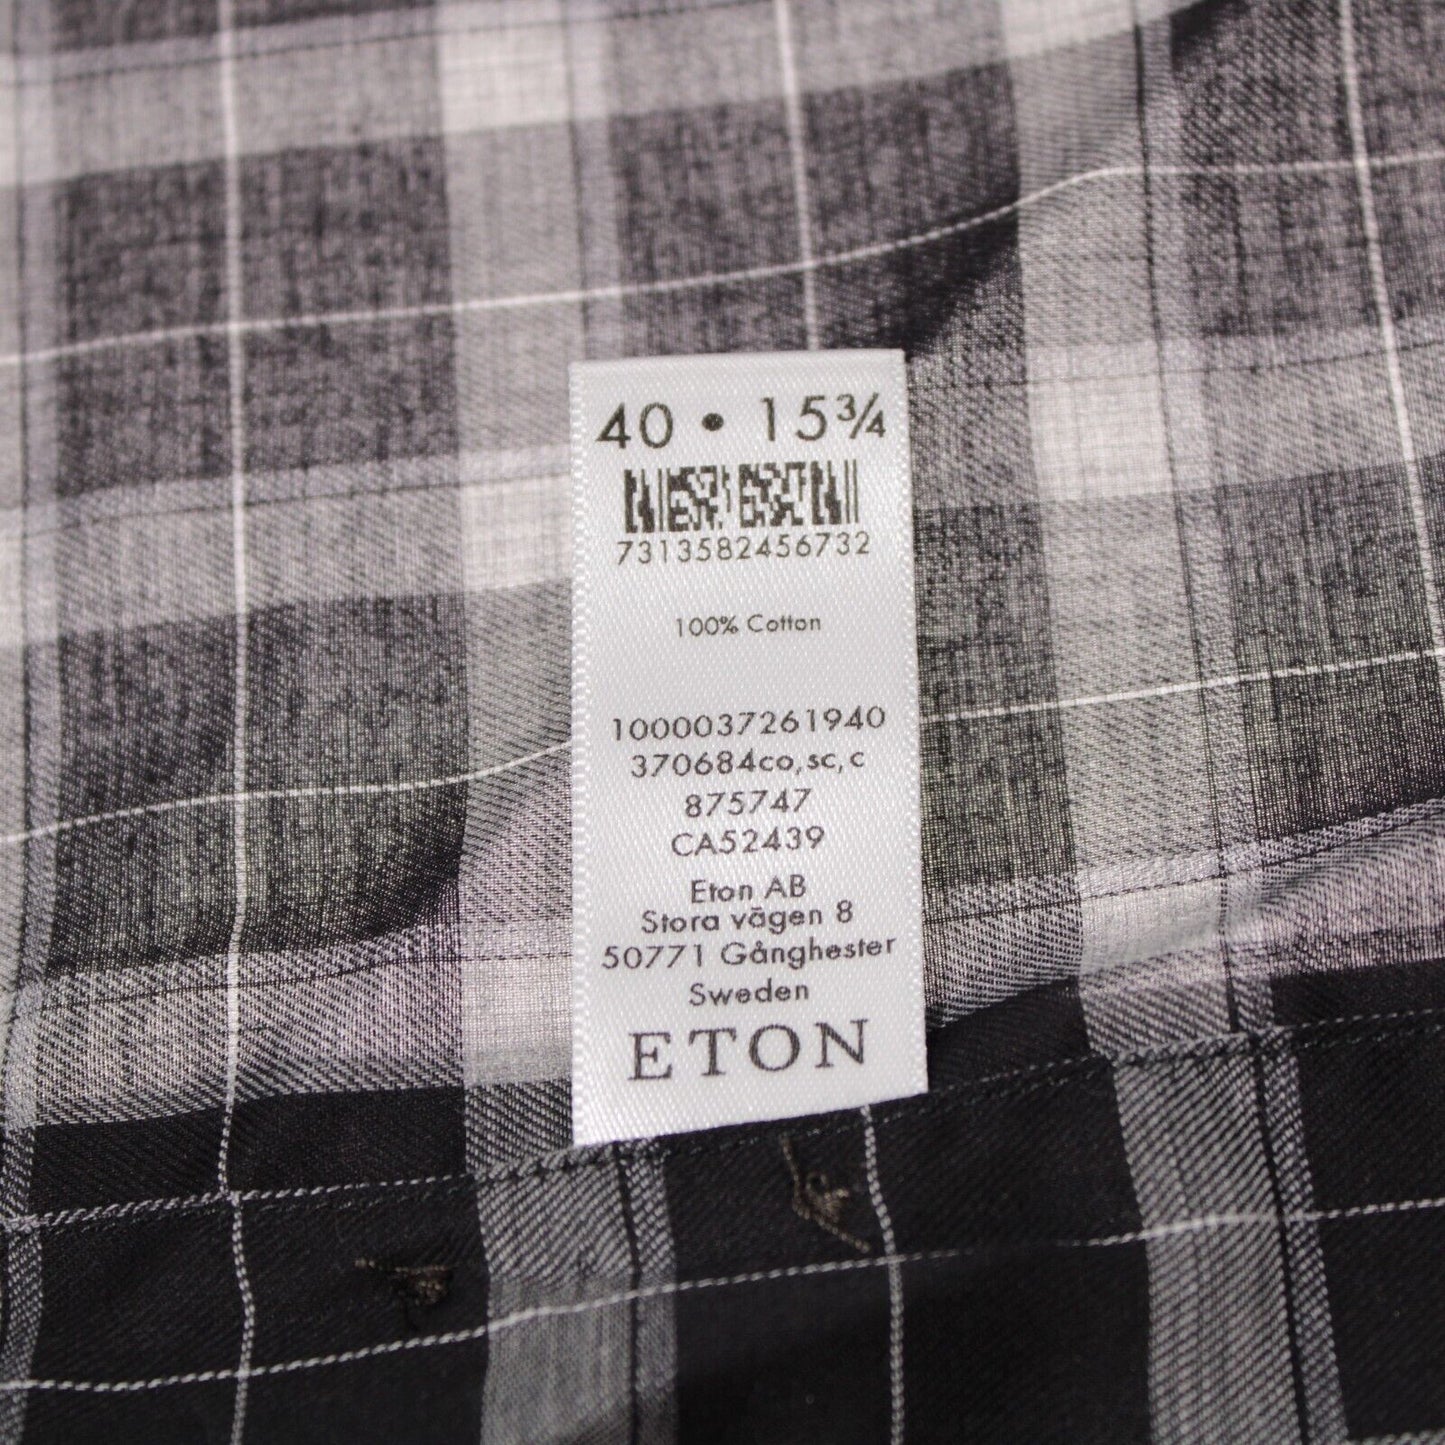 40 • 15¾
7313582456732
100% Cotton
1000037261940
370684co,sc,c
875747
CA52439
Eton AB
Stora vägen 8
50771 Gånghester
Sweden
ETON